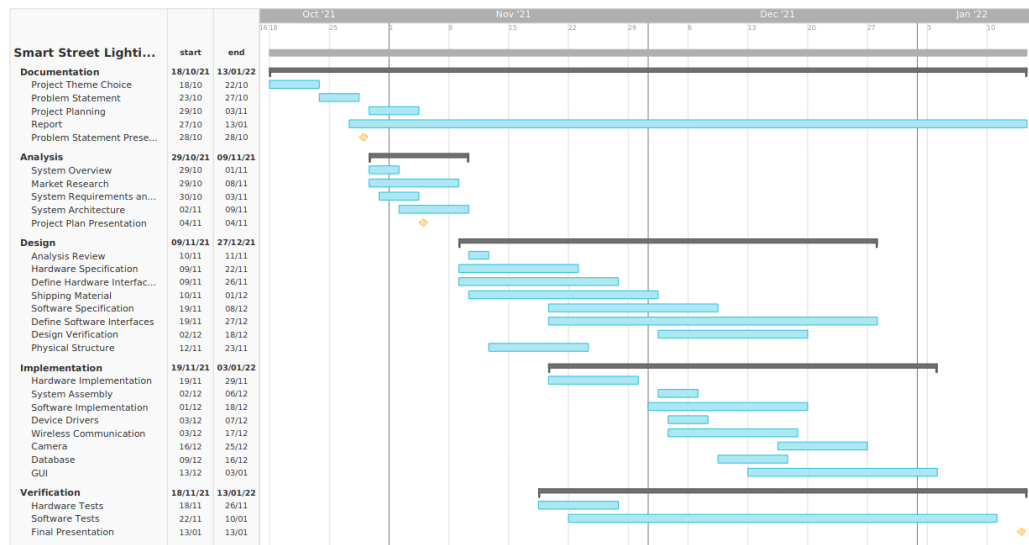 Oct '21 Nov '21 Dec '21 Jan '22
16 18 25 1 8 15 22 29 6 13 20 27 3 10
Smart Street Lighti... start end
Documentation 18/10/21 13/01/22
Project Theme Choice 18/10 22/10
Problem Statement 23/10 27/10
Project Planning 29/10 03/11
Report 27/10 13/01
Problem Statement Prese... 28/10 28/10
Analysis 29/10/21 09/11/21
System Overview 29/10 01/11
Market Research 29/10 08/11
System Requirements an... 30/10 03/11
System Architecture 02/11 09/11
Project Plan Presentation 04/11 04/11
Design 09/11/21 27/12/21
Analysis Review 10/11 11/11
Hardware Specification 09/11 22/11
Define Hardware Interfac... 09/11 26/11
Shipping Material 10/11 01/12
Software Specification 19/11 08/12
Define Software Interfaces 19/11 27/12
Design Verification 02/12 18/12
Physical Structure 12/11 23/11
Implementation 19/11/21 03/01/22
Hardware Implementation 19/11 29/11
System Assembly 02/12 06/12
Software Implementation 01/12 18/12
Device Drivers 03/12 07/12
Wireless Communication 03/12 17/12
Camera 16/12 25/12
Database 09/12 16/12
GUI 13/12 03/01
Verification 18/11/21 13/01/22
Hardware Tests 18/11 26/11
Software Tests 22/11 10/01
Final Presentation 13/01 13/01